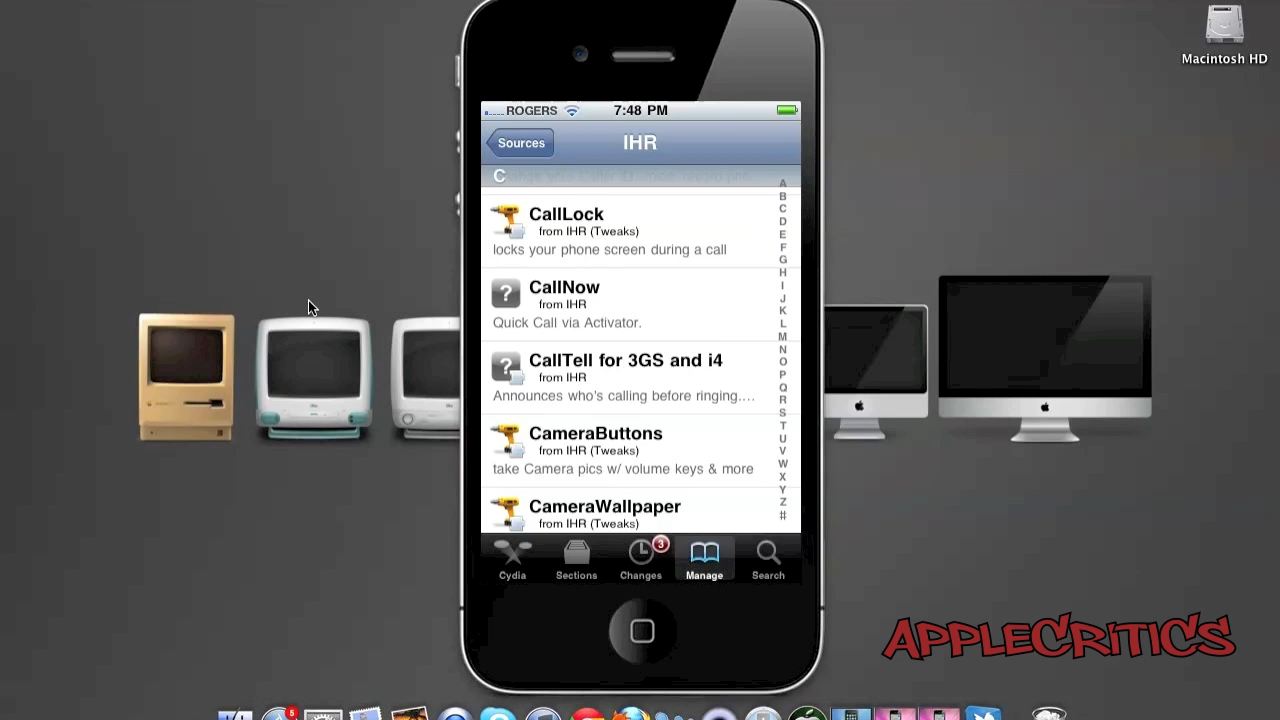 Macintosh HD
ROGERS
7:48 PM
Sources
IHR
C
CallLock
from IHR (Tweaks)
locks your phone screen during a call
CallNow
from IHR
Quick Call via Activator.
CallTell for 3GS and i4
from IHR
Announces who's calling before ringing....
CameraButtons
from IHR (Tweaks)
take Camera pics w/ volume keys & more
CameraWallpaper
from IHR (Tweaks)
A
B
C
D
E
F
G
H
I
J
K
L
M
N
O
P
Q
R
S
T
U
V
W
X
Y
Z
#
3
Cydia
Sections
Changes
Manage
Search
APPLECRITICS
5